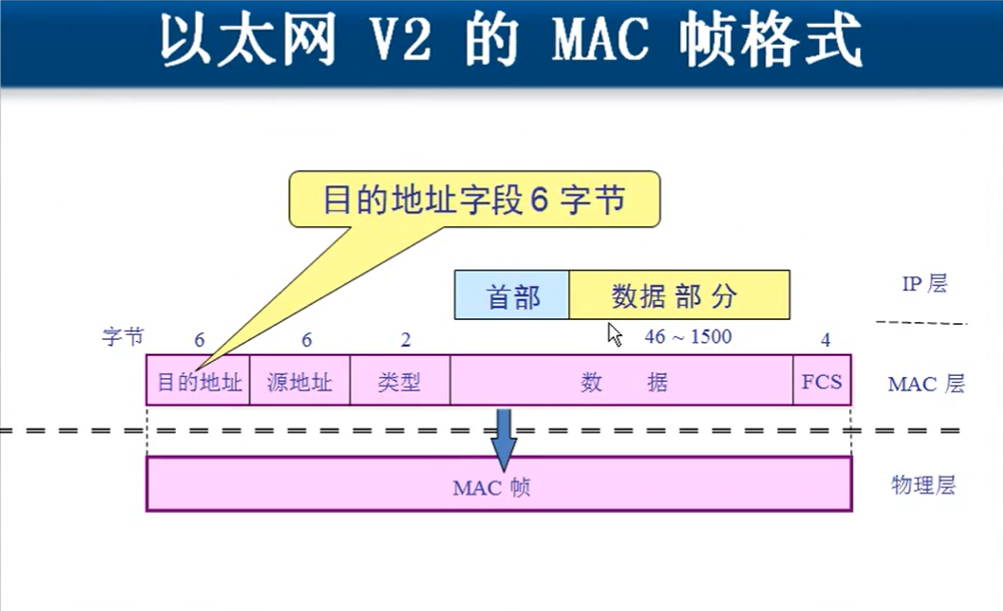 以太网 V2 的 MAC 帧格式
目的地址字段 6 字节
首部 数据部分 IP 层
字节 6 6 2 46 ~ 1500 4
目的地址 源地址 类型 数 据 FCS MAC 层
MAC 帧 物理层